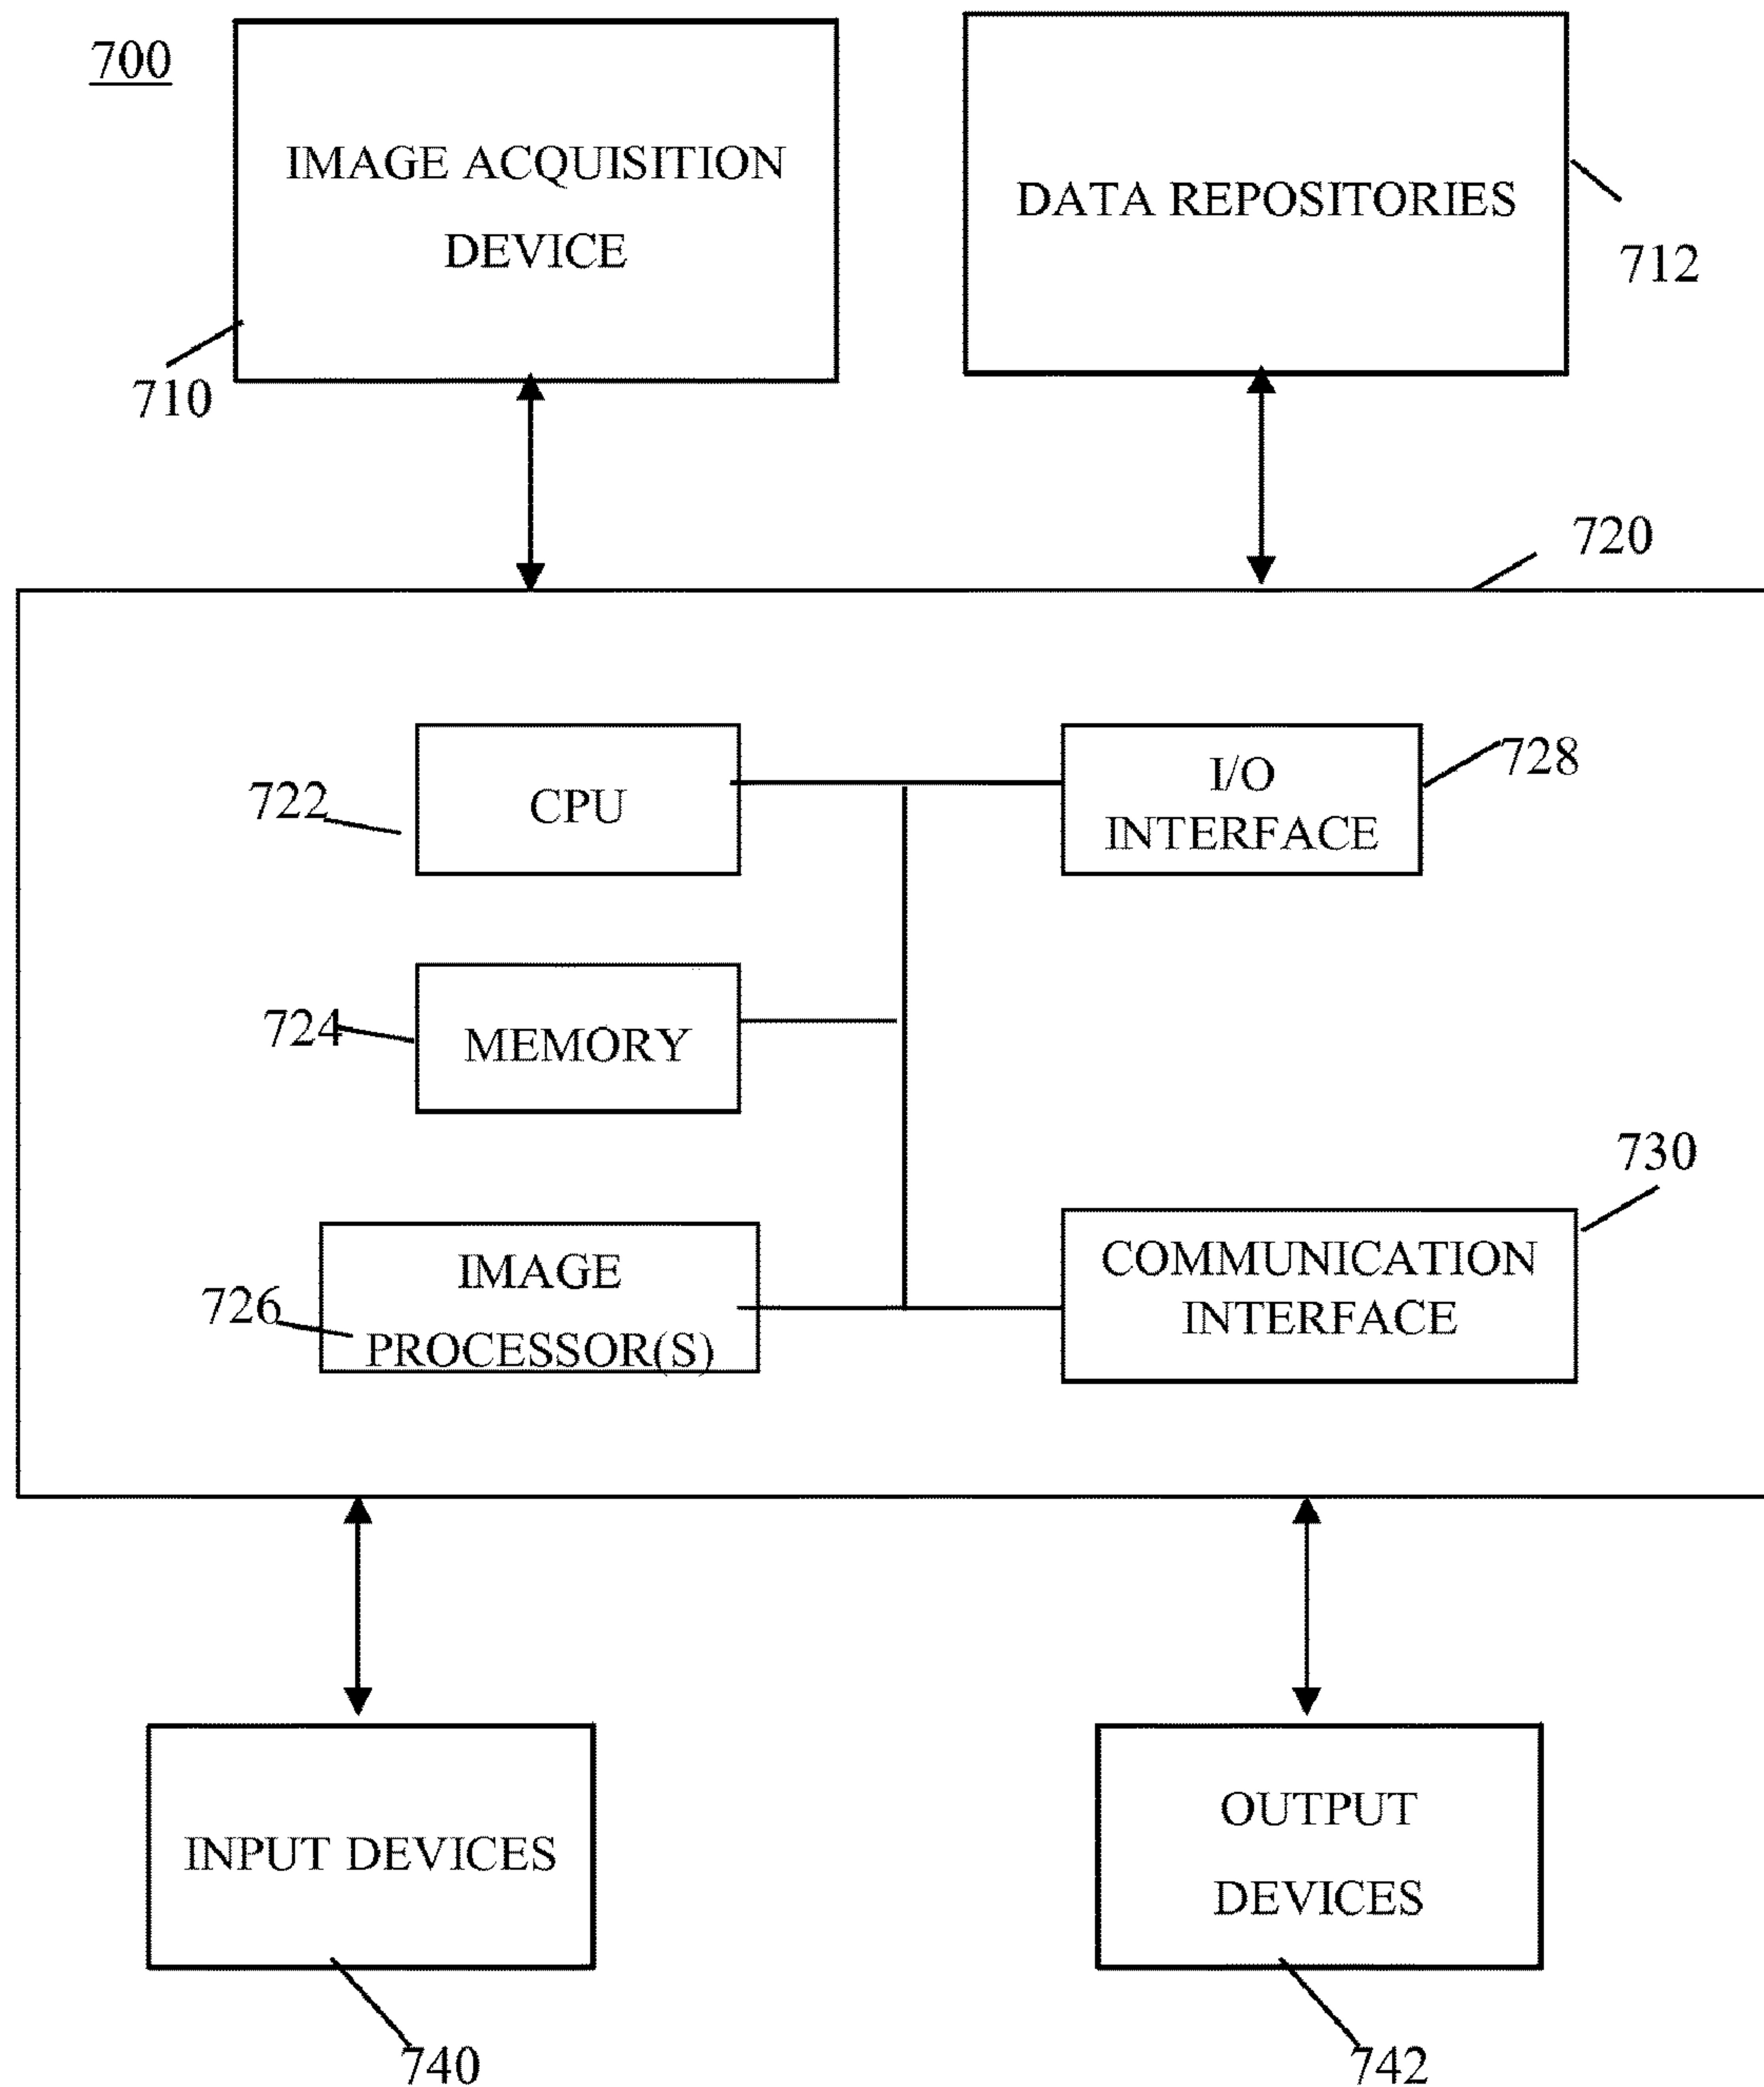 700
IMAGE ACQUISITION
DEVICE
710
DATA REPOSITORIES
712
720
722
CPU
I/O
INTERFACE
728
724
MEMORY
726
IMAGE
PROCESSOR(S)
730
COMMUNICATION
INTERFACE
INPUT DEVICES
740
OUTPUT
DEVICES
742